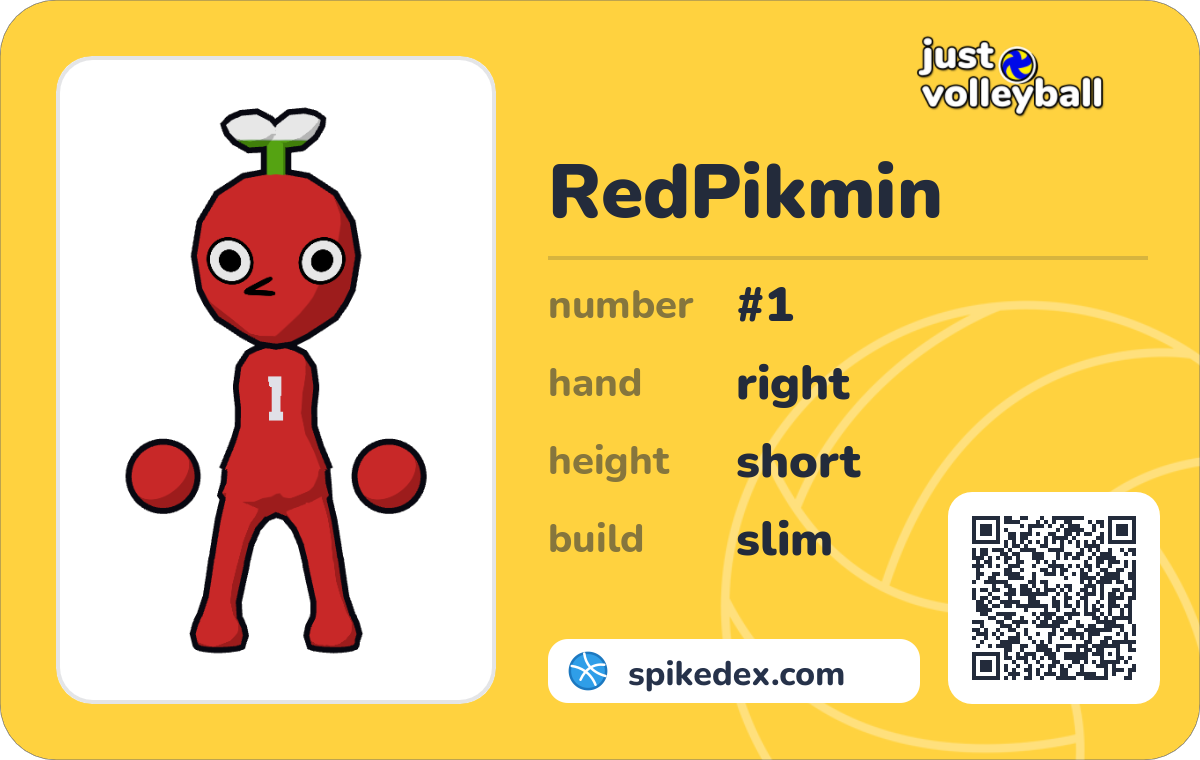 just
volleyball
RedPikmin
number #1
hand right
height short
build slim
1
spikedex.com